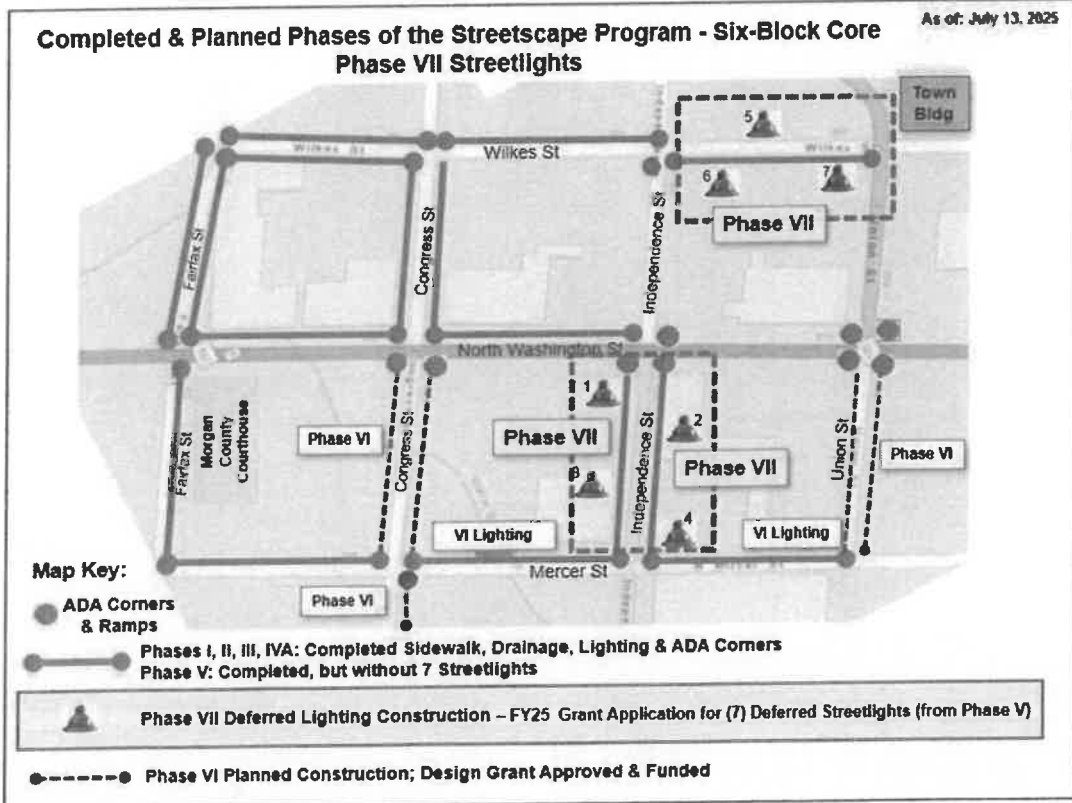 As of: July 13, 2025
Completed & Planned Phases of the Streetscape Program - Six-Block Core
Phase VII Streetlights
Town
Bldg
5
Wilkes St
Wilkes St
Wilkes
6
7
Phase VII
Fairfax St
Congress St
Independence St
North Washington St
1
2
Phase VII
Phase VII
Phase VI
Phase VI
Fairfax St
Morgan
County
Courthouse
Congress St
Independence St
Union St
4
VI Lighting
VI Lighting
Mercer St
Map Key:
Phase VI
ADA Corners
& Ramps
Phases I, II, III, IVA: Completed Sidewalk, Drainage, Lighting & ADA Corners
Phase V: Completed, but without 7 Streetlights
Phase VII Deferred Lighting Construction – FY25 Grant Application for (7) Deferred Streetlights (from Phase V)
Phase VI Planned Construction; Design Grant Approved & Funded